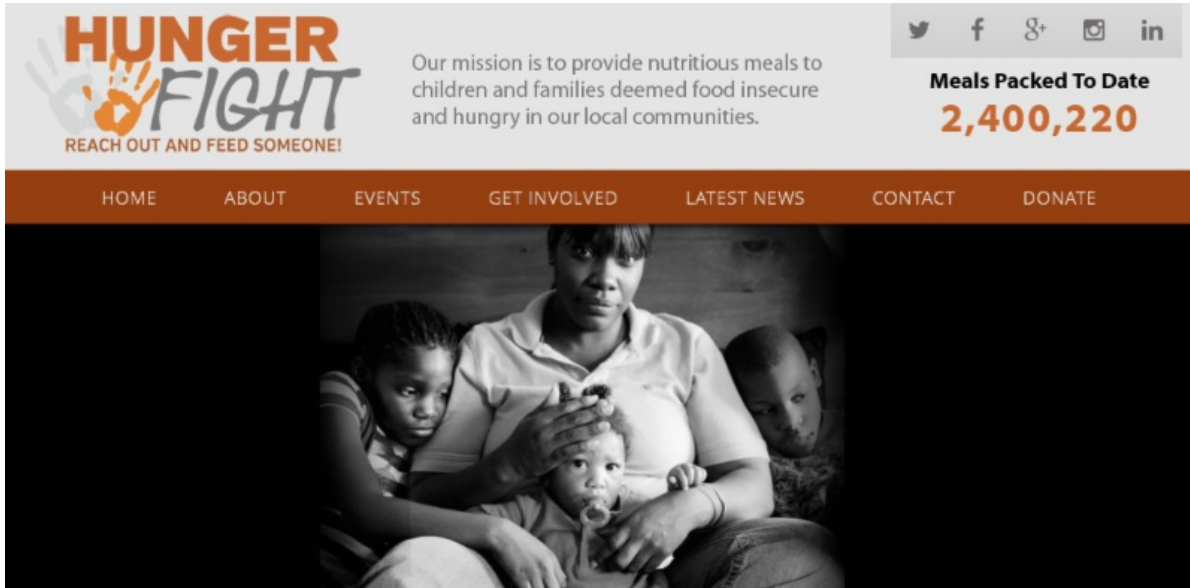 HUNGER
FIGHT
REACH OUT AND FEED SOMEONE!
Our mission is to provide nutritious meals to
children and families deemed food insecure
and hungry in our local communities.
f g+ in
Meals Packed To Date
2,400,220
HOME ABOUT EVENTS GET INVOLVED LATEST NEWS CONTACT DONATE